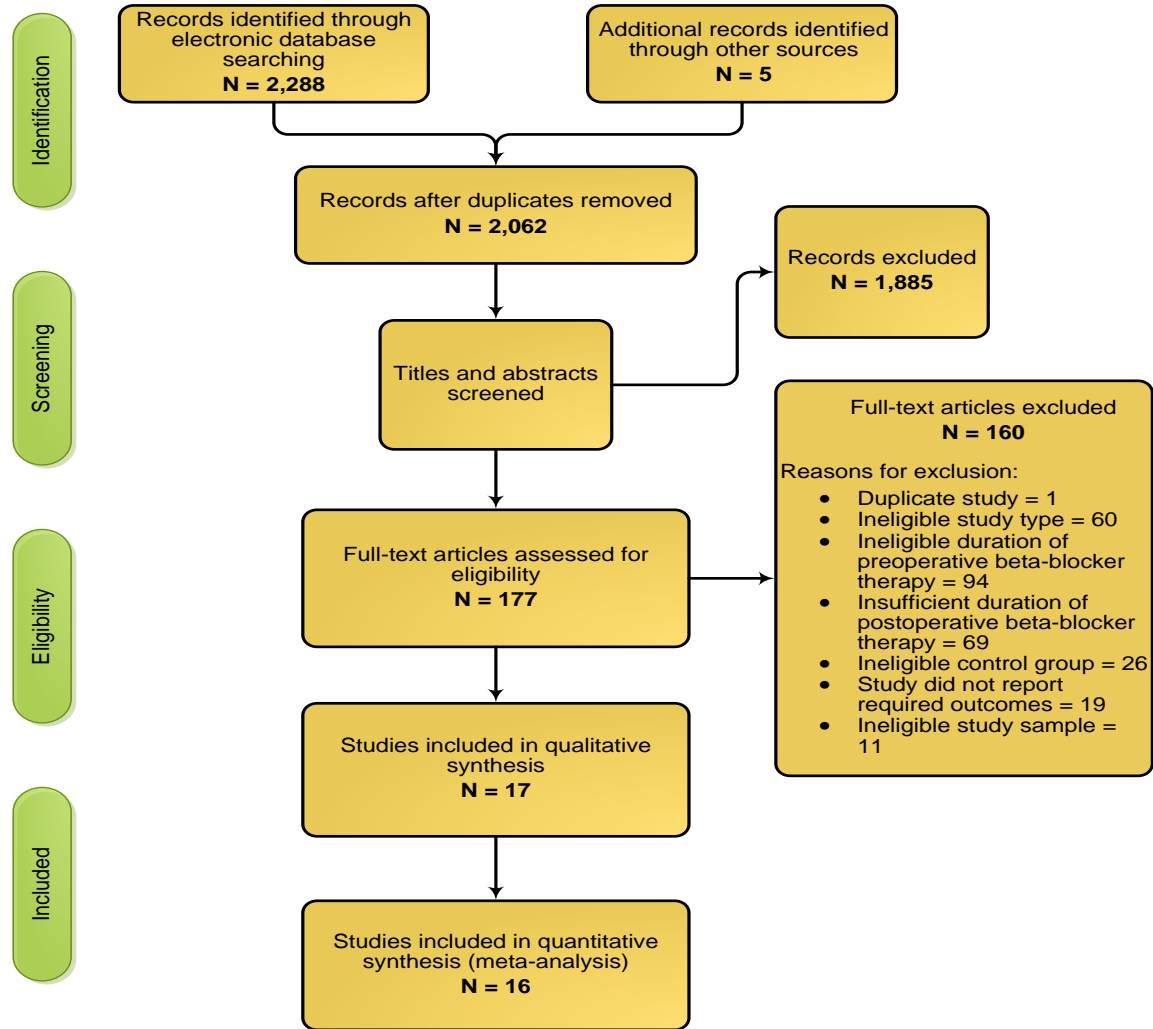 Identification
Records identified through
electronic database
searching
N = 2,288
Additional records identified
through other sources
N = 5
Records after duplicates removed
N = 2,062
Screening
Records excluded
N = 1,885
Titles and abstracts
screened
Eligibility
Full-text articles assessed for
eligibility
N = 177
Full-text articles excluded
N = 160
Reasons for exclusion:
• Duplicate study = 1
• Ineligible study type = 60
• Ineligible duration of
preoperative beta-blocker
therapy = 94
• Insufficient duration of
postoperative beta-blocker
therapy = 69
• Ineligible control group = 26
• Study did not report
required outcomes = 19
• Ineligible study sample =
11
Included
Studies included in qualitative
synthesis
N = 17
Studies included in quantitative
synthesis (meta-analysis)
N = 16